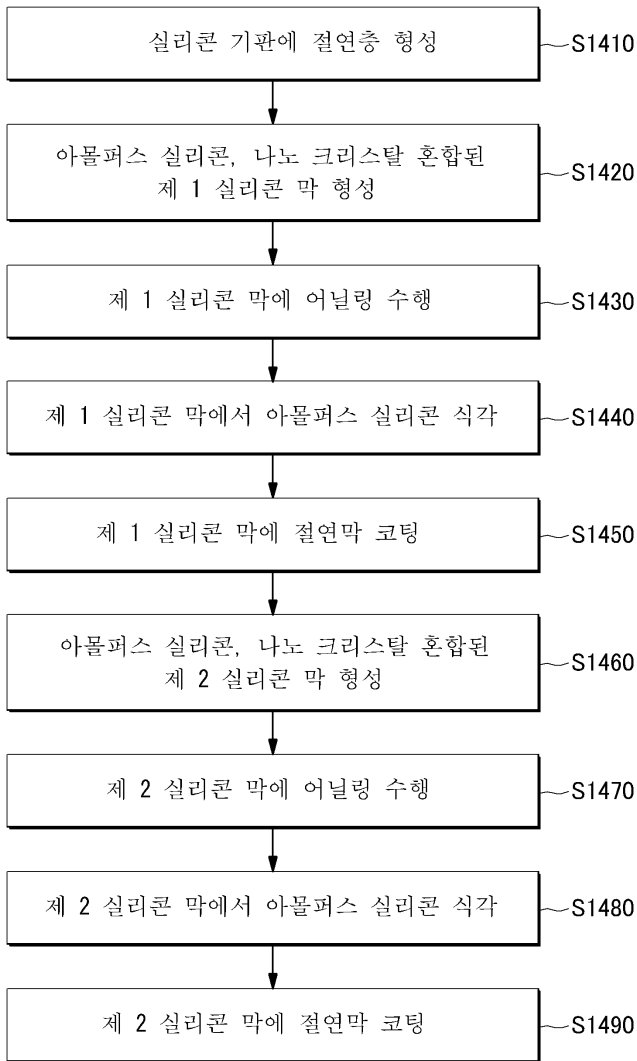 실리콘 기판에 절연층 형성
S1410
아몰퍼스 실리콘, 나노 크리스탈 혼합된
제 1 실리콘 막 형성
S1420
제 1 실리콘 막에 어닐링 수행
S1430
제 1 실리콘 막에서 아몰퍼스 실리콘 식각
S1440
제 1 실리콘 막에 절연막 코팅
S1450
아몰퍼스 실리콘, 나노 크리스탈 혼합된
제 2 실리콘 막 형성
S1460
제 2 실리콘 막에 어닐링 수행
S1470
제 2 실리콘 막에서 아몰퍼스 실리콘 식각
S1480
제 2 실리콘 막에 절연막 코팅
S1490